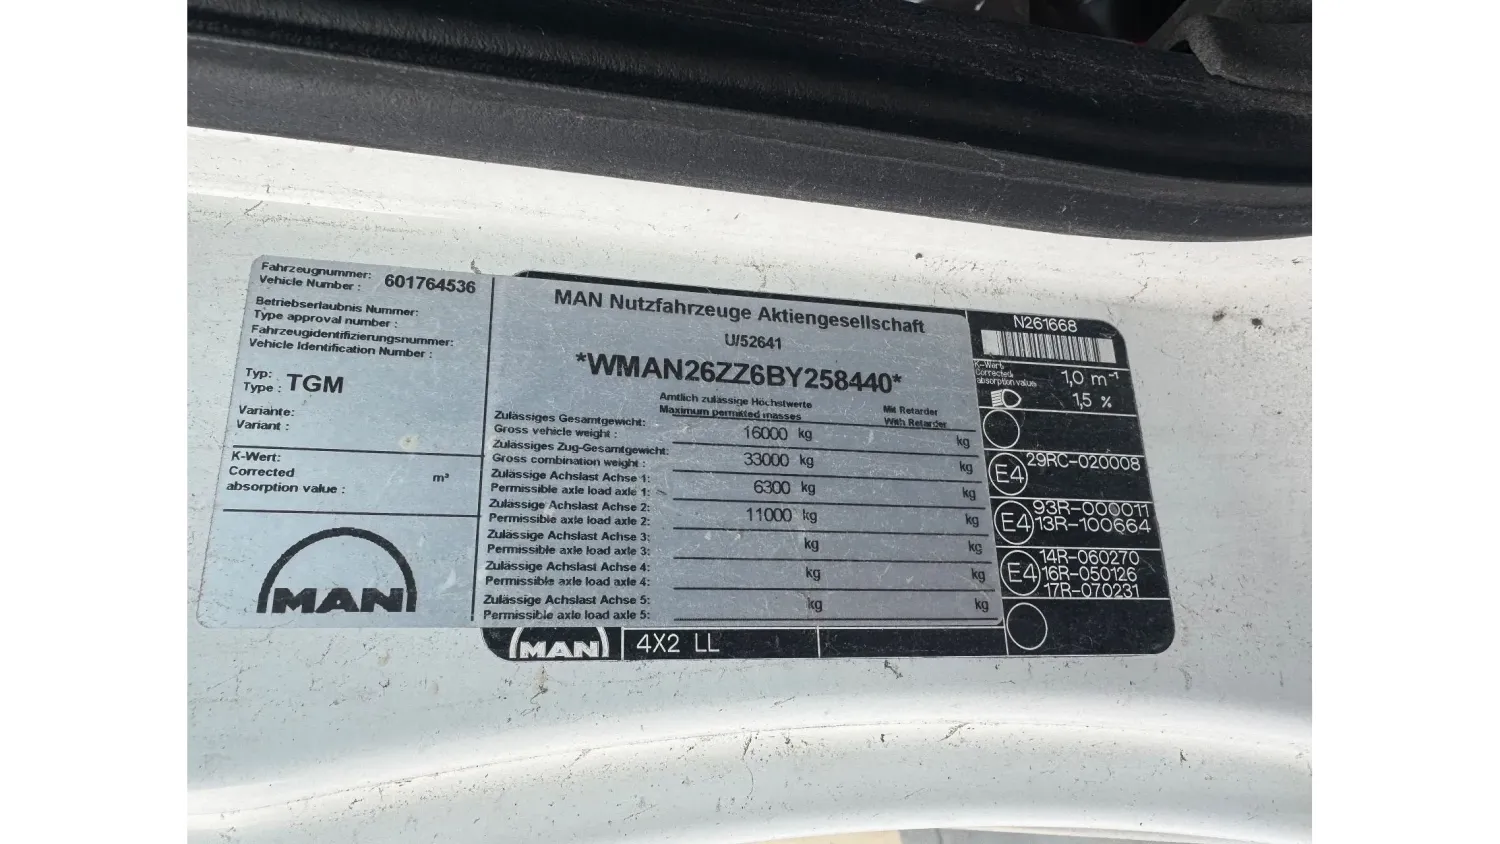 Fahrzeugnummer:
Vehicle Number : 601764536
Betriebserlaubnis Nummer:
Type approval number :
Fahrzeugidentifizierungsnummer:
Vehicle Identification Number :
Typ:
Type : TGM
Variante:
Variant :
K-Wert:
Corrected
absorption value : m³
MAN
MAN Nutzfahrzeuge Aktiengesellschaft
U/52641
*WMAN26ZZ6BY258440*
Amtlich zulässige Höchstwerte Mit Retarder
Maximum permitted masses With Retarder
Zulässiges Gesamtgewicht:
Gross vehicle weight : 16000 kg kg
Zulässiges Zug-Gesamtgewicht:
Gross combination weight : 33000 kg kg
Zulässige Achslast Achse 1:
Permissible axle load axle 1: 6300 kg kg
Zulässige Achslast Achse 2:
Permissible axle load axle 2: 11000 kg kg
Zulässige Achslast Achse 3:
Permissible axle load axle 3: kg kg
Zulässige Achslast Achse 4:
Permissible axle load axle 4: kg kg
Zulässige Achslast Achse 5:
Permissible axle load axle 5: kg kg
MAN 4X2 LL
N261668
K-Wert:
Corrected
absorption value 1,0 m⁻¹
1,5 %
E4 29RC-020008
93R-000011
E4 13R-100664
14R-060270
E4 16R-050126
17R-070231